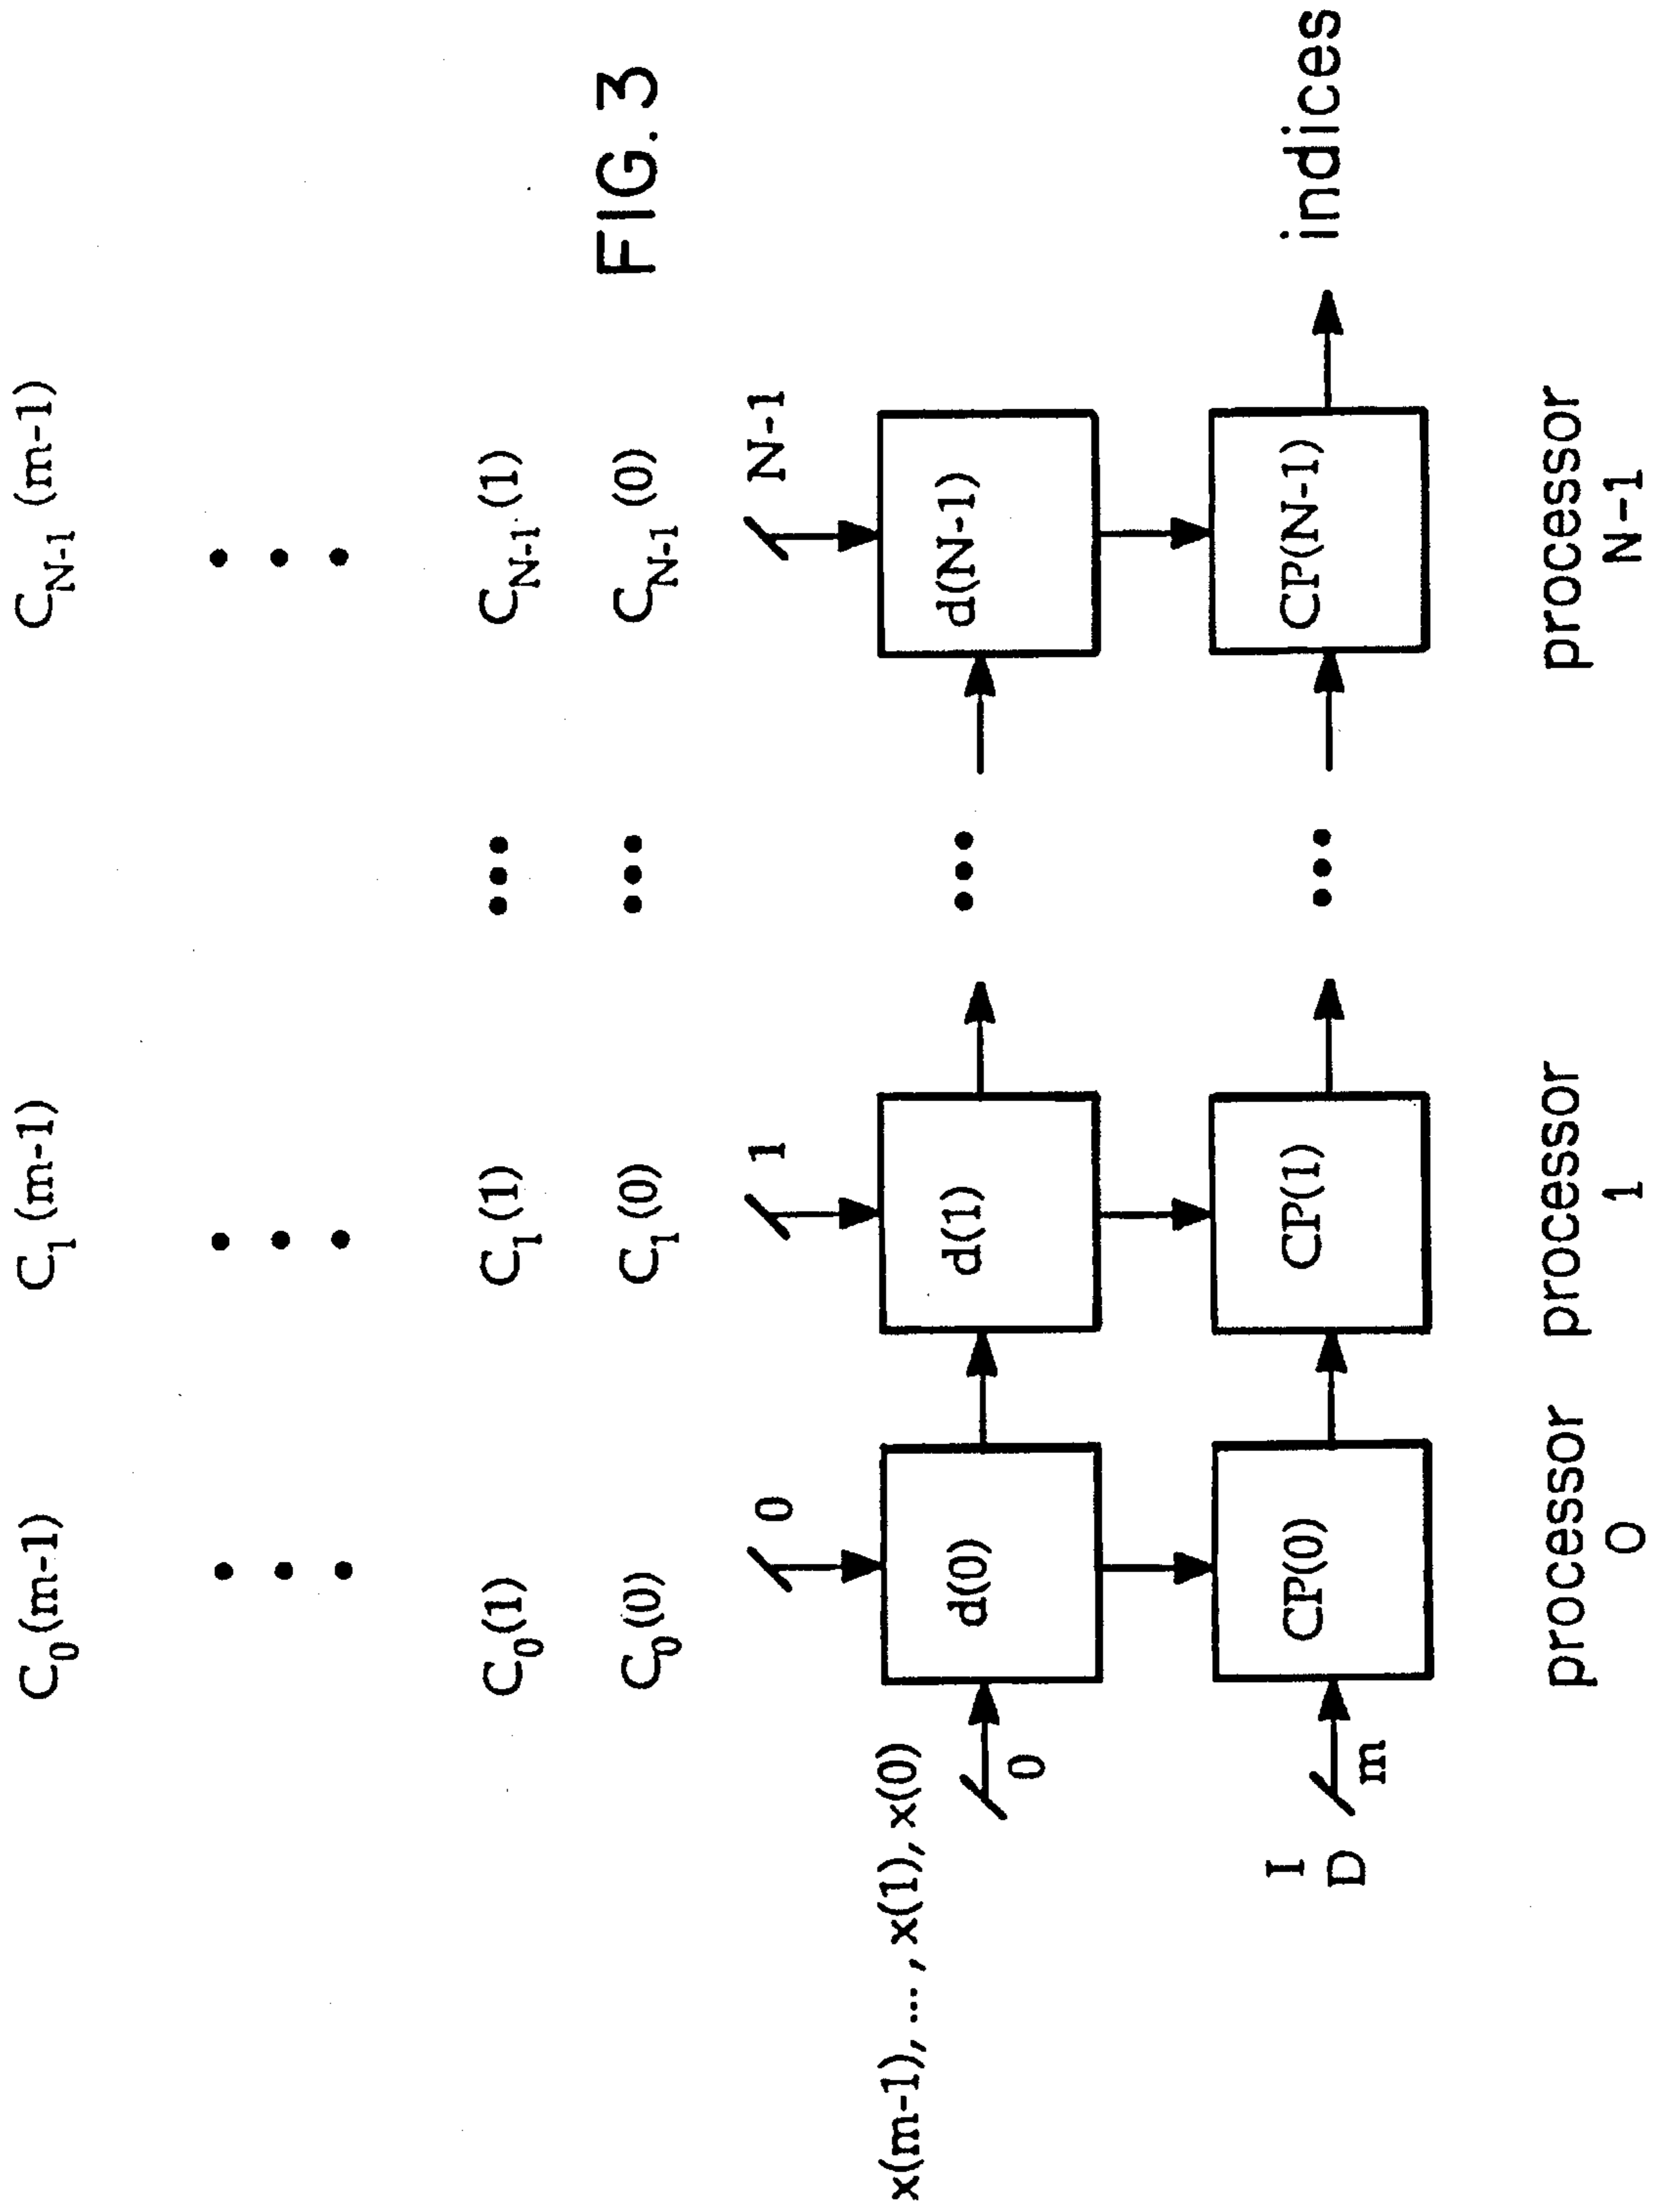 C0(m-1) C1(m-1) CN-1(m-1)
C0(1) C1(1) ••• CN-1(1)
C0(0) C1(0) ••• CN-1(0)
FIG. 3
0 1 N-1
x(m-1), ... , x(1), x(0)
d(0) d(1) ••• d(N-1)
0
I
D
CP(0) CP(1) ••• CP(N-1) indices
m
processor processor processor
0 1 N-1